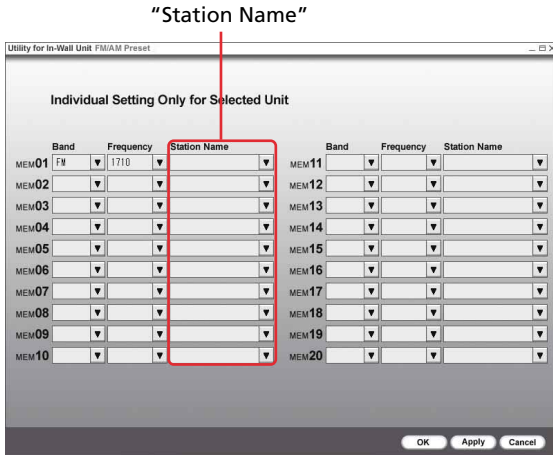 "Station Name"
Utility for In-Wall Unit FM/AM Preset
Individual Setting Only for Selected Unit
Band Frequency Station Name Band Frequency Station Name
MEM01 FM 1710 MEM11
MEM02 MEM12
MEM03 MEM13
MEM04 MEM14
MEM05 MEM15
MEM06 MEM16
MEM07 MEM17
MEM08 MEM18
MEM09 MEM19
MEM10 MEM20
OK Apply Cancel